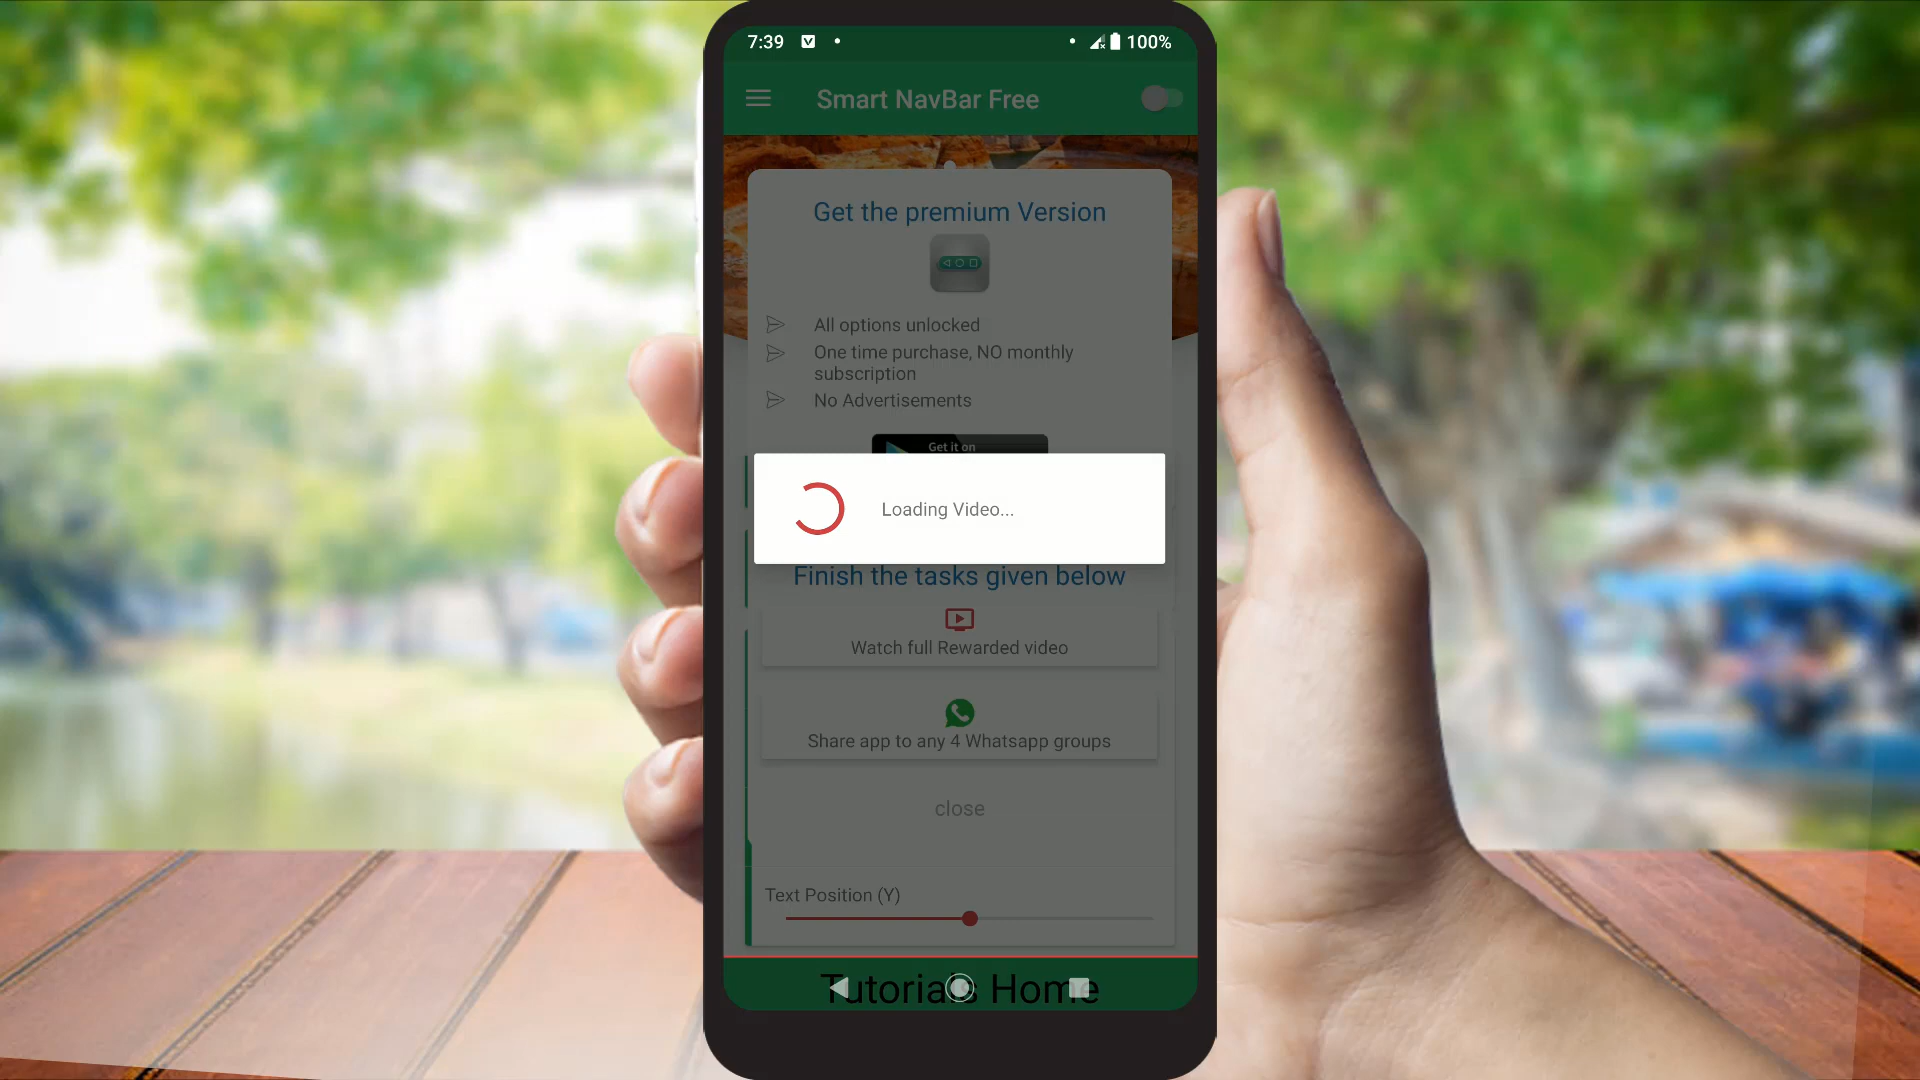 7:39
100%
Smart NavBar Free
Get the premium Version
All options unlocked
One time purchase, NO monthly
subscription
No Advertisements
Get it on
Loading Video...
Finish the tasks given below
Watch full Rewarded video
Share app to any 4 Whatsapp groups
close
Text Position (Y)
Tutorials Home